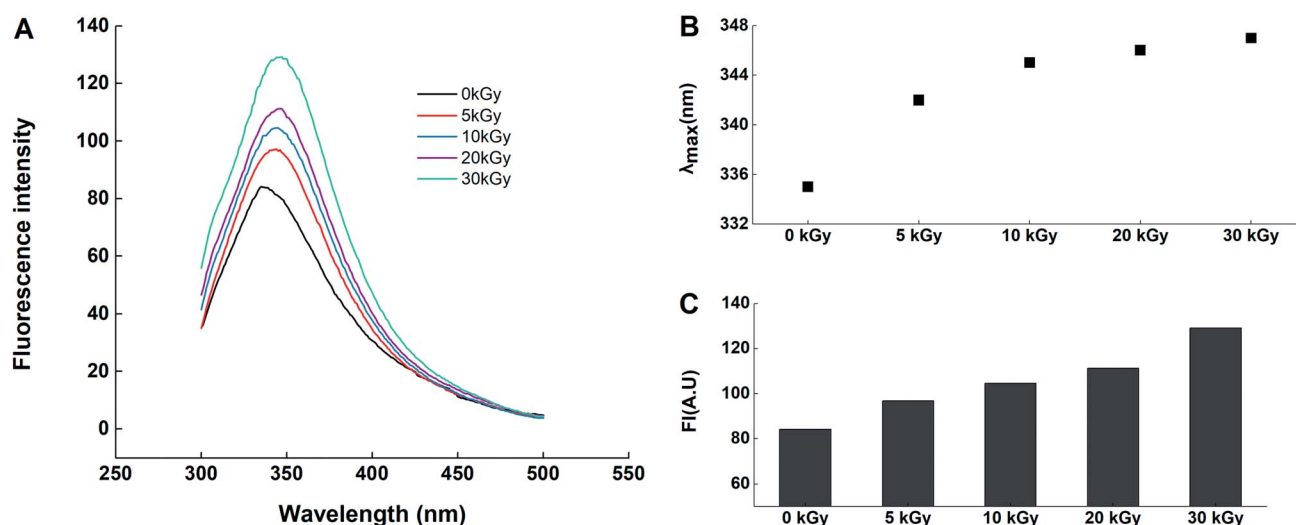 A
Fluorescence intensity
140
120
100
80
60
40
20
0
250 300 350 400 450 500 550
Wavelength (nm)
0kGy
5kGy
10kGy
20kGy
30kGy
B
λmax(nm)
348
344
340
336
332
0 kGy 5 kGy 10 kGy 20 kGy 30 kGy
C
FI(A.U)
140
120
100
80
60
0 kGy 5 kGy 10 kGy 20 kGy 30 kGy